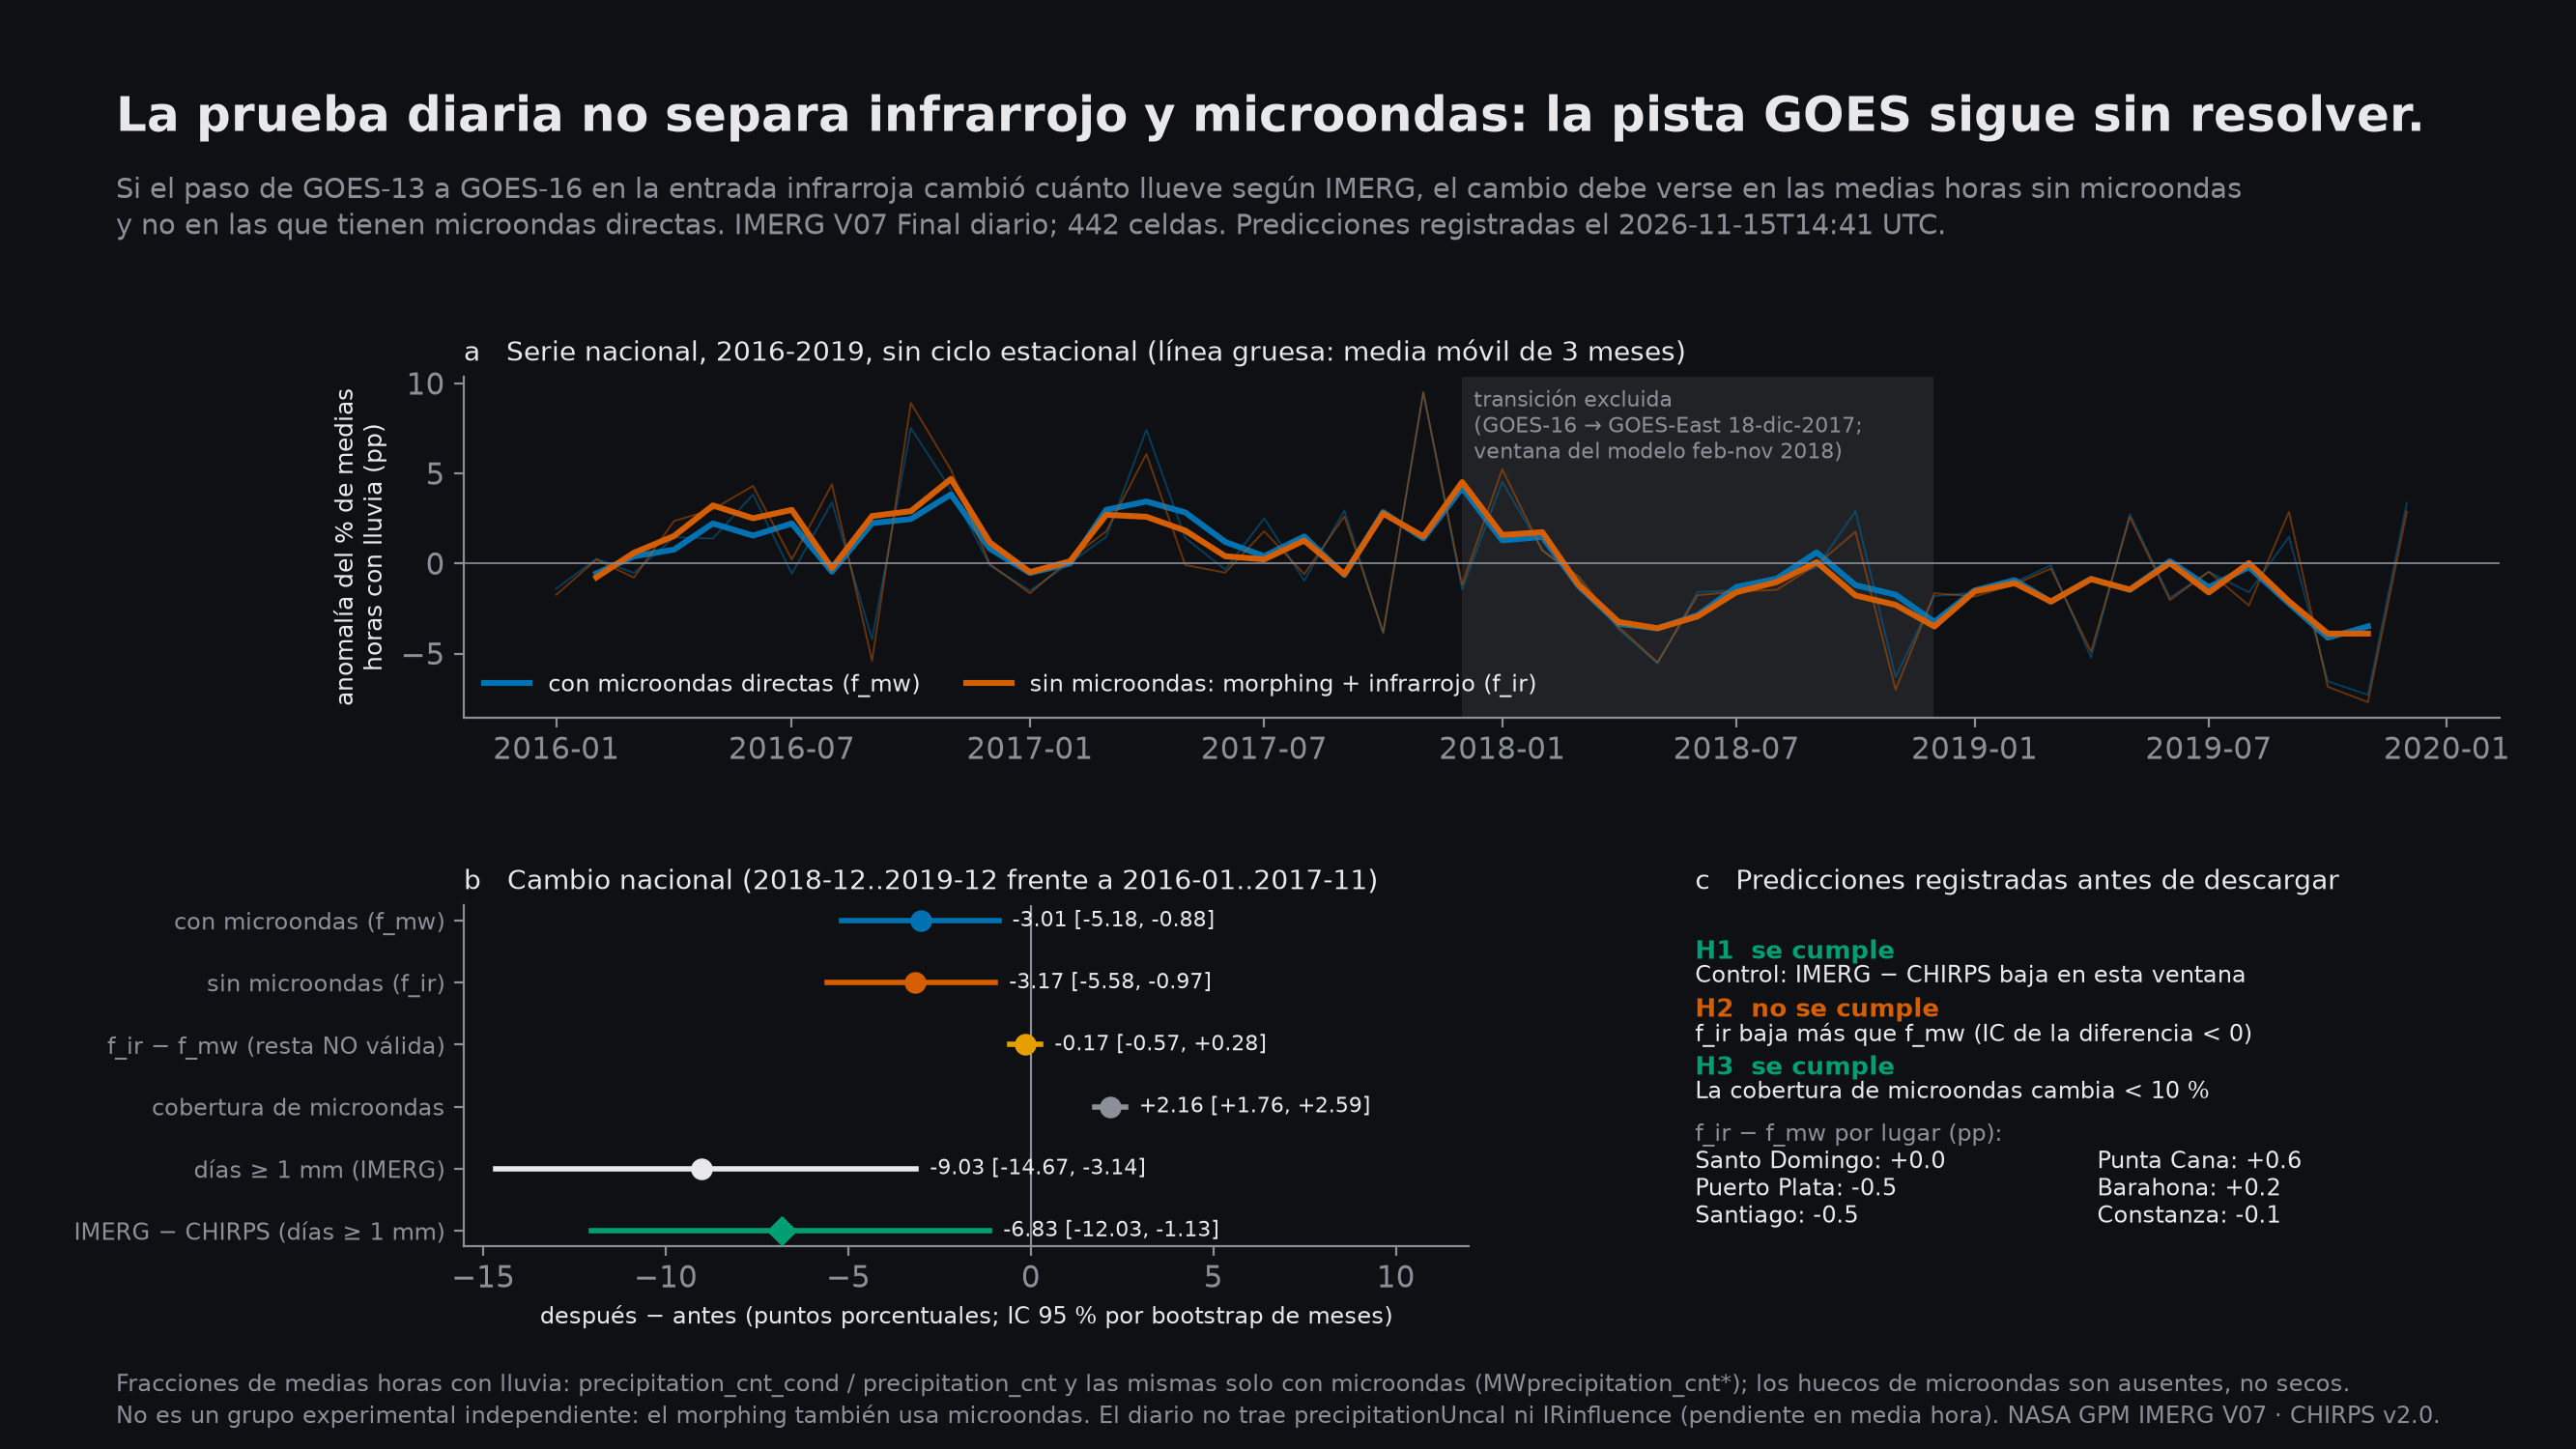 La prueba diaria no separa infrarrojo y microondas: la pista GOES sigue sin resolver.
Si el paso de GOES-13 a GOES-16 en la entrada infrarroja cambió cuánto llueve según IMERG, el cambio debe verse en las medias horas sin microondas
y no en las que tienen microondas directas. IMERG V07 Final diario; 442 celdas. Predicciones registradas el 2026-11-15T14:41 UTC.
a Serie nacional, 2016-2019, sin ciclo estacional (línea gruesa: media móvil de 3 meses)
anomalía del % de medias
horas con lluvia (pp)
10
5
0
−5
transición excluida
(GOES-16 → GOES-East 18-dic-2017;
ventana del modelo feb-nov 2018)
con microondas directas (f_mw)
sin microondas: morphing + infrarrojo (f_ir)
2016-01
2016-07
2017-01
2017-07
2018-01
2018-07
2019-01
2019-07
2020-01
b Cambio nacional (2018-12..2019-12 frente a 2016-01..2017-11)
con microondas (f_mw)
-3.01 [-5.18, -0.88]
sin microondas (f_ir)
-3.17 [-5.58, -0.97]
f_ir − f_mw (resta NO válida)
-0.17 [-0.57, +0.28]
cobertura de microondas
+2.16 [+1.76, +2.59]
días ≥ 1 mm (IMERG)
-9.03 [-14.67, -3.14]
IMERG − CHIRPS (días ≥ 1 mm)
-6.83 [-12.03, -1.13]
−15
−10
−5
0
5
10
después − antes (puntos porcentuales; IC 95 % por bootstrap de meses)
c Predicciones registradas antes de descargar
H1 se cumple
Control: IMERG − CHIRPS baja en esta ventana
H2 no se cumple
f_ir baja más que f_mw (IC de la diferencia < 0)
H3 se cumple
La cobertura de microondas cambia < 10 %
f_ir − f_mw por lugar (pp):
Santo Domingo: +0.0
Punta Cana: +0.6
Puerto Plata: -0.5
Barahona: +0.2
Santiago: -0.5
Constanza: -0.1
Fracciones de medias horas con lluvia: precipitation_cnt_cond / precipitation_cnt y las mismas solo con microondas (MWprecipitation_cnt*); los huecos de microondas son ausentes, no secos.
No es un grupo experimental independiente: el morphing también usa microondas. El diario no trae precipitationUncal ni IRinfluence (pendiente en media hora). NASA GPM IMERG V07 · CHIRPS v2.0.